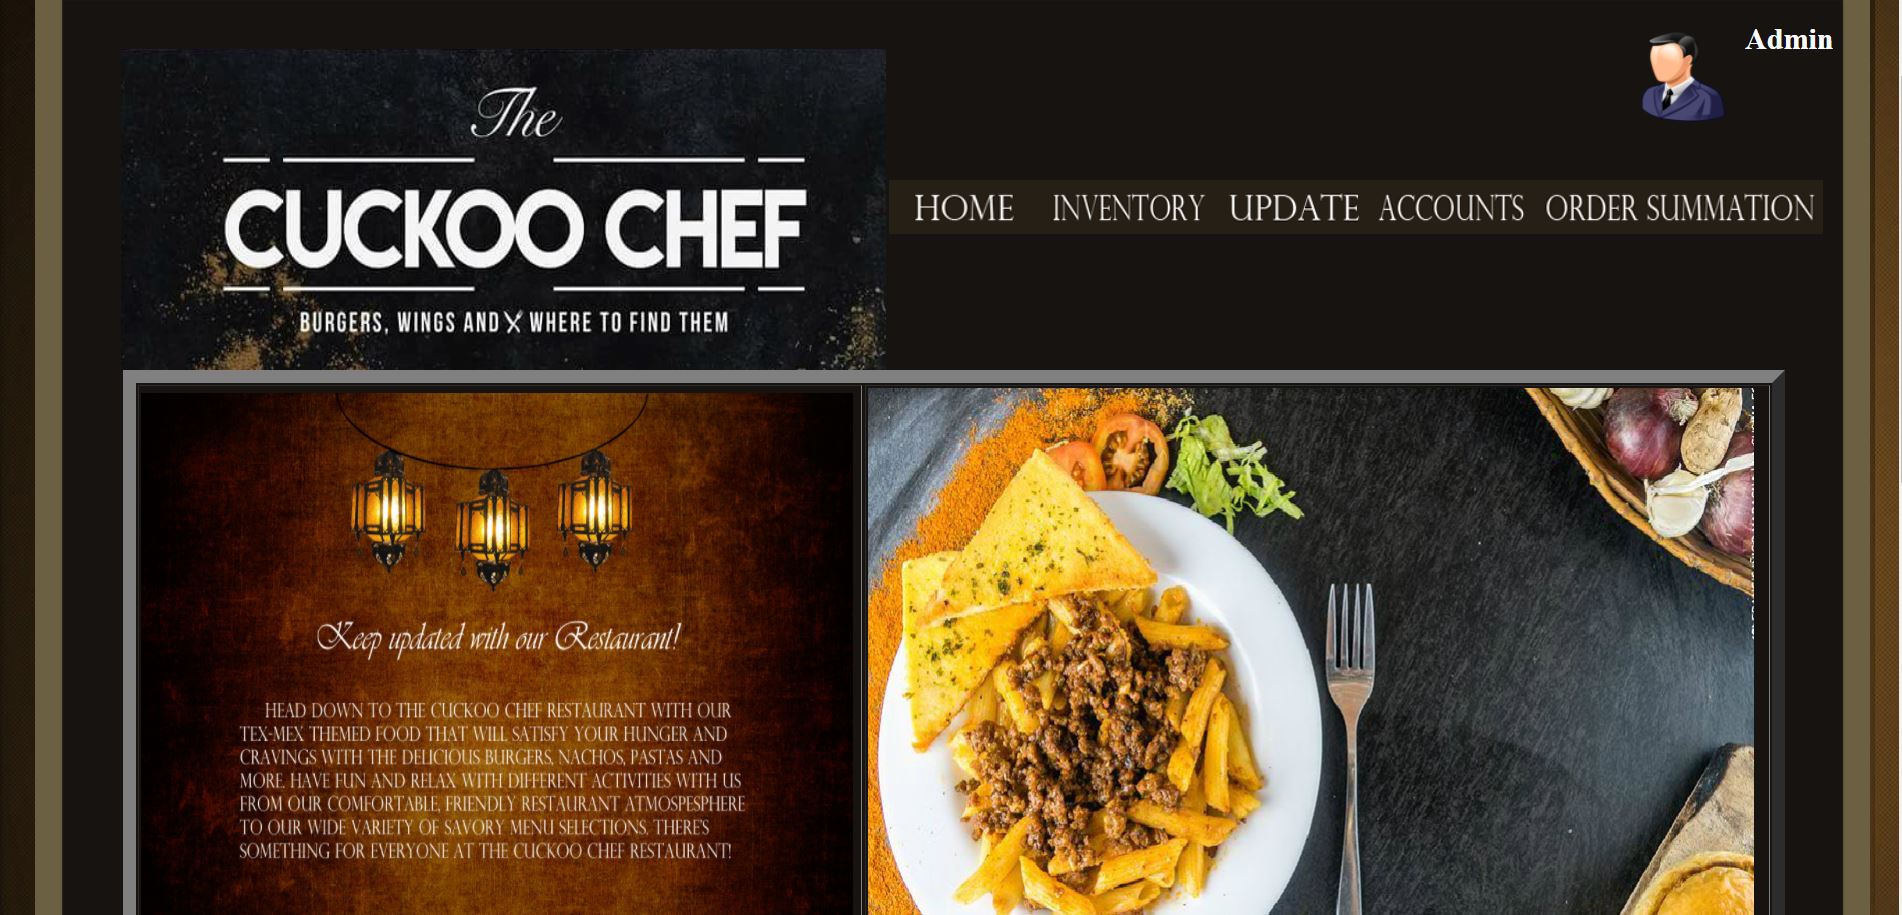 Admin
The
CUCKOO CHEF
BURGERS, WINGS AND WHERE TO FIND THEM
HOME INVENTORY UPDATE ACCOUNTS ORDER SUMMATION
Keep updated with our Restaurant!
HEAD DOWN TO THE CUCKOO CHEF RESTAURANT WITH OUR
TEX-MEX THEMED FOOD THAT WILL SATISFY YOUR HUNGER AND
CRAVINGS WITH THE DELICIOUS BURGERS, NACHOS, PASTAS AND
MORE. HAVE FUN AND RELAX WITH DIFFERENT ACTIVITIES WITH US
FROM OUR COMFORTABLE, FRIENDLY RESTAURANT ATMOSPESPHERE
TO OUR WIDE VARIETY OF SAVORY MENU SELECTIONS, THERE'S
SOMETHING FOR EVERYONE AT THE CUCKOO CHEF RESTAURANT!